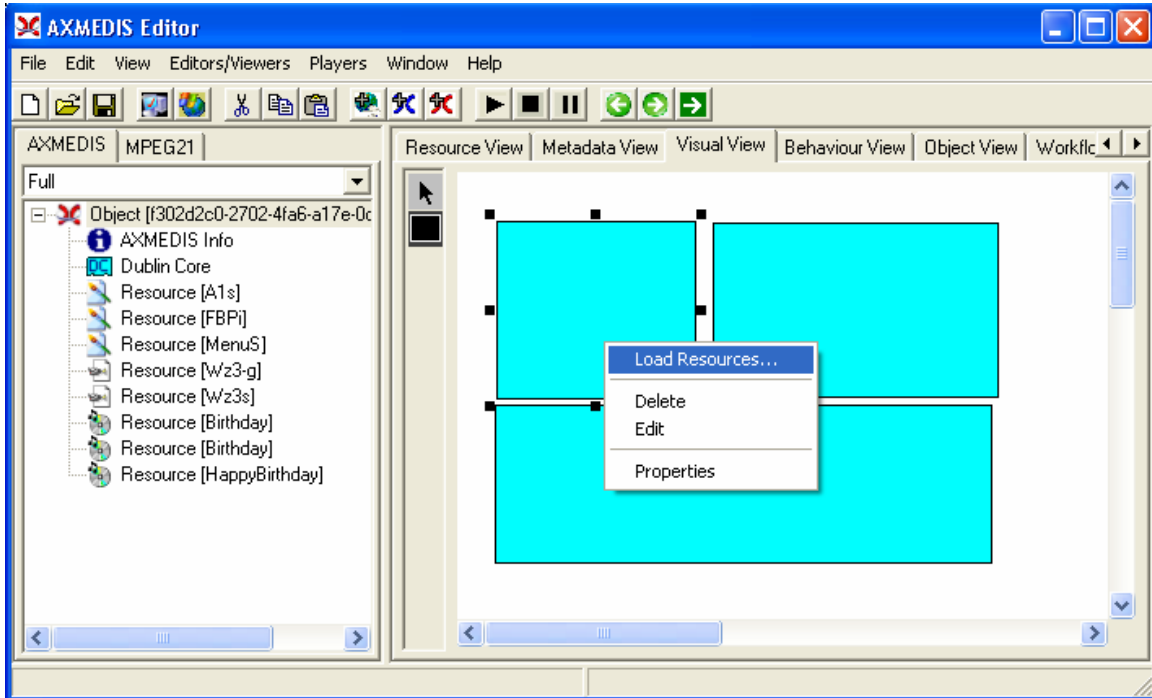 AXMEDIS Editor
File Edit View Editors/Viewers Players Window Help
AXMEDIS MPEG21
Full
Object [f302d2c0-2702-4fa6-a17e-0c
AXMEDIS Info
DC Dublin Core
Resource [A1s]
Resource [FBPi]
Resource [MenuS]
Resource [Wz3-g]
Resource [Wz3s]
Resource [Birthday]
Resource [Birthday]
Resource [HappyBirthday]
Resource View Metadata View Visual View Behaviour View Object View Workflc
Load Resources...
Delete
Edit
Properties